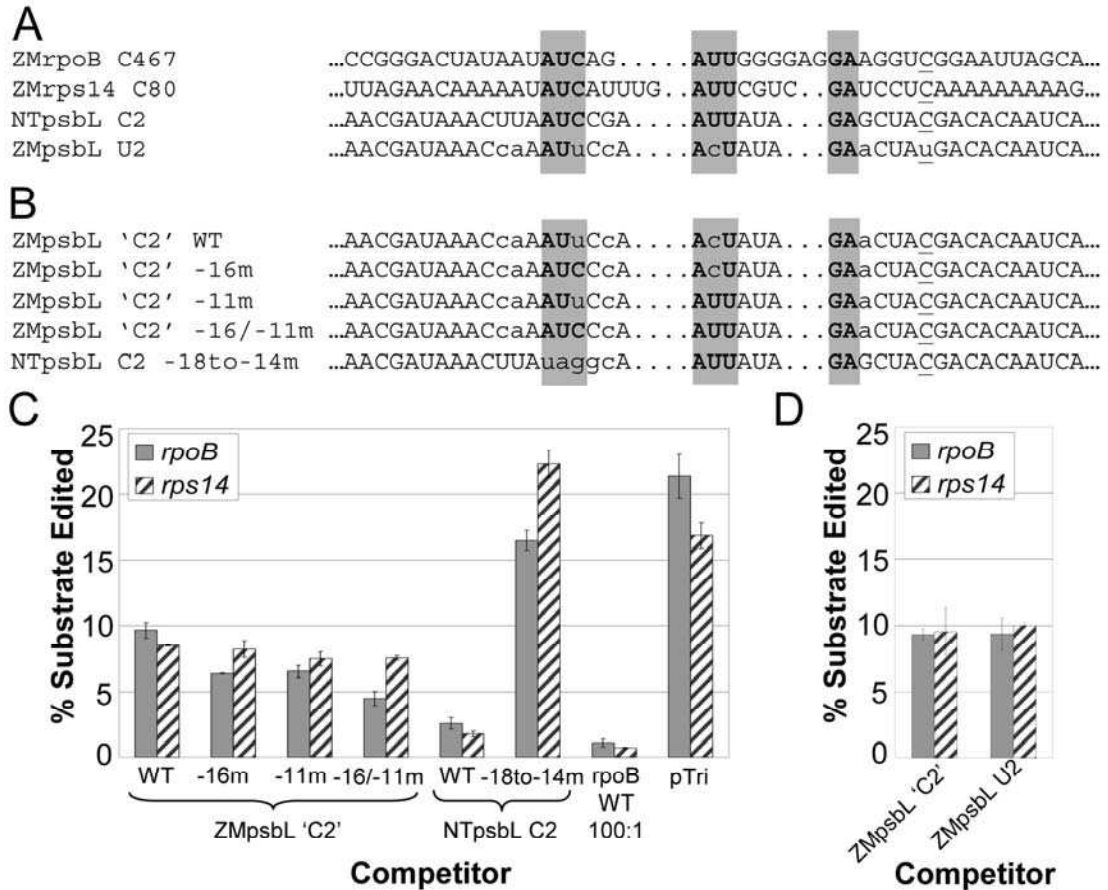 A
ZMrpoB C467 …CCGGGACUAUAAUAUCAG.....AUUGGGGAGGAAGGUCGGAAUUAGCA…
ZMrps14 C80 …UUAGAACAAAAAUAUCAUUUG.AUUCGUC.GAUCCUCAAAAAAAAAG…
NTpsbL C2 …AACGAUAAACUUAAUCCGA....AUUAUA...GAGCUACGACACAAUCA…
ZMpsbL U2 …AACGAUAAACcaAAUuCcA....AcUAUA...GAaCUAuGACACAAUCA…
B
ZMpsbL ‘C2’ WT …AACGAUAAACcaAAUuCcA....AcUAUA...GAaCUACGACACAAUCA…
ZMpsbL ‘C2’ -16m …AACGAUAAACcaAAUCCcA....AcUAUA...GAaCUACGACACAAUCA…
ZMpsbL ‘C2’ -11m …AACGAUAAACcaAAUuCcA....AUUAUA...GAaCUACGACACAAUCA…
ZMpsbL ‘C2’ -16/-11m …AACGAUAAACcaAAUCCcA....AUUAUA...GAaCUACGACACAAUCA…
NTpsbL C2 -18to-14m …AACGAUAAACUUAuaggcA....AUUAUA...GAGCUACGACACAAUCA…
C
% Substrate Edited
25
20
15
10
5
0
rpoB
rps14
WT -16m -11m -16/-11m WT -18to-14m rpoB WT 100:1 pTri
ZMpsbL ‘C2’ NTpsbL C2
Competitor
D
% Substrate Edited
25
20
15
10
5
0
rpoB
rps14
ZMpsbL ‘C2’
ZMpsbL U2
Competitor